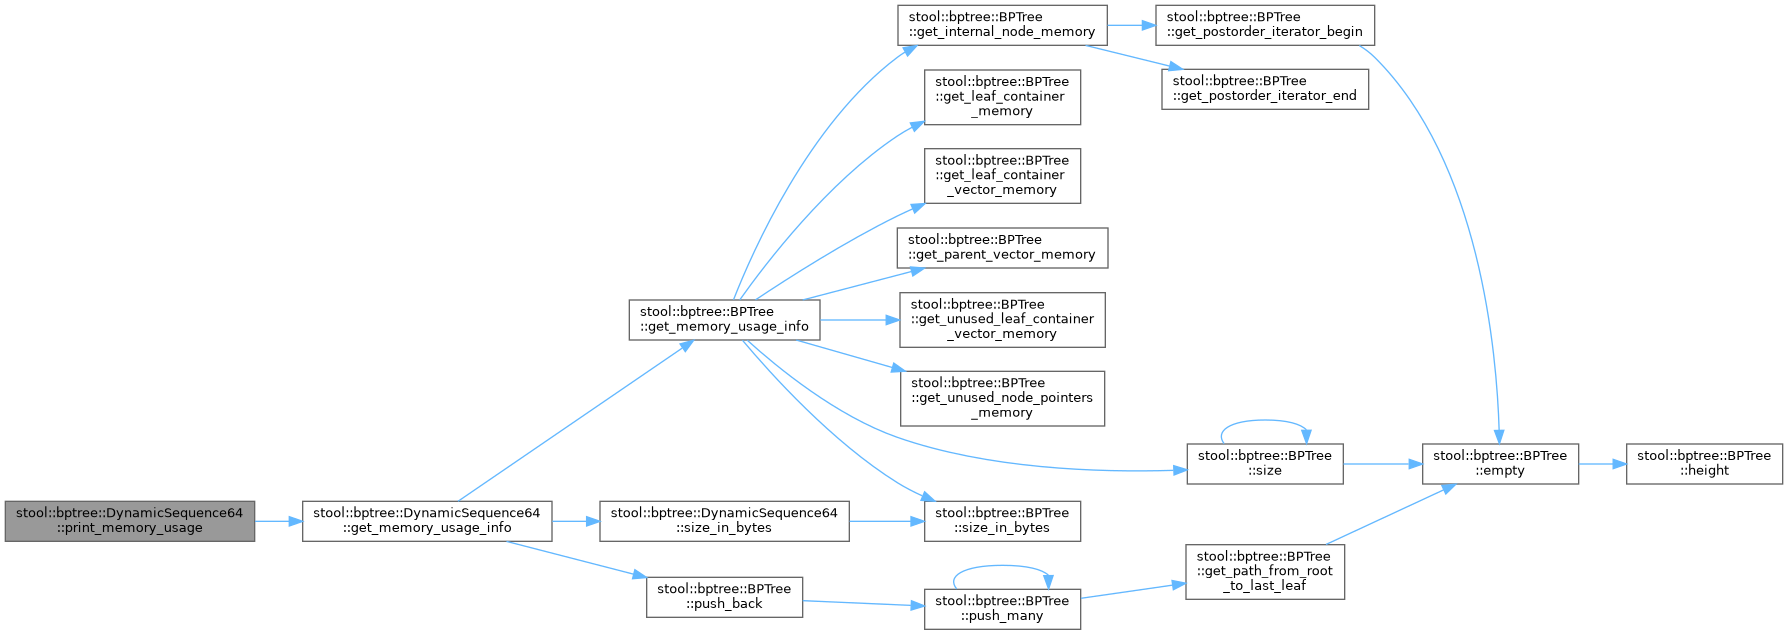 stool::bptree::BPTree
::get_internal_node_memory
stool::bptree::BPTree
::get_postorder_iterator_begin
stool::bptree::BPTree
::get_leaf_container
_memory
stool::bptree::BPTree
::get_postorder_iterator_end
stool::bptree::BPTree
::get_leaf_container
_vector_memory
stool::bptree::BPTree
::get_parent_vector_memory
stool::bptree::BPTree
::get_memory_usage_info
stool::bptree::BPTree
::get_unused_leaf_container
_vector_memory
stool::bptree::BPTree
::get_unused_node_pointers
_memory
stool::bptree::BPTree
::size
stool::bptree::BPTree
::empty
stool::bptree::BPTree
::height
stool::bptree::DynamicSequence64
::print_memory_usage
stool::bptree::DynamicSequence64
::get_memory_usage_info
stool::bptree::DynamicSequence64
::size_in_bytes
stool::bptree::BPTree
::size_in_bytes
stool::bptree::BPTree
::get_path_from_root
_to_last_leaf
stool::bptree::BPTree
::push_back
stool::bptree::BPTree
::push_many